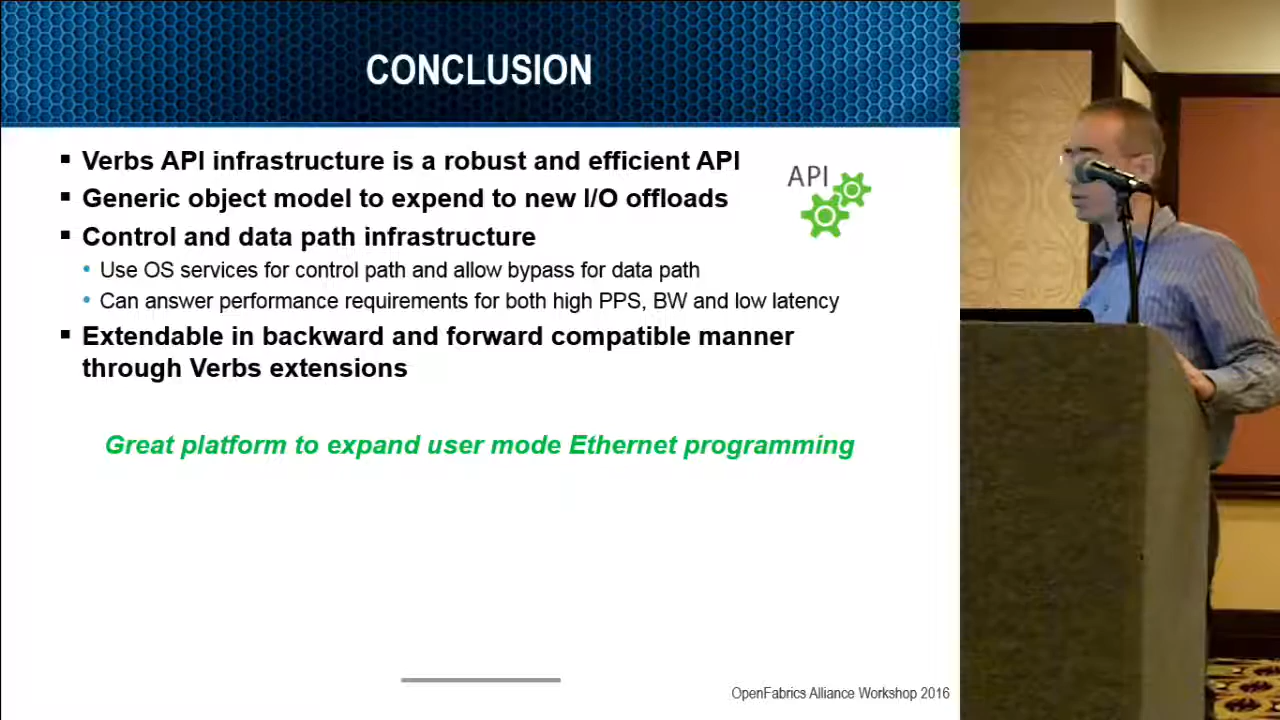 CONCLUSION
Verbs API infrastructure is a robust and efficient API
API
Generic object model to expend to new I/O offloads
Control and data path infrastructure
Use OS services for control path and allow bypass for data path
Can answer performance requirements for both high PPS, BW and low latency
Extendable in backward and forward compatible manner
through Verbs extensions
Great platform to expand user mode Ethernet programming
OpenFabrics Alliance Workshop 2016